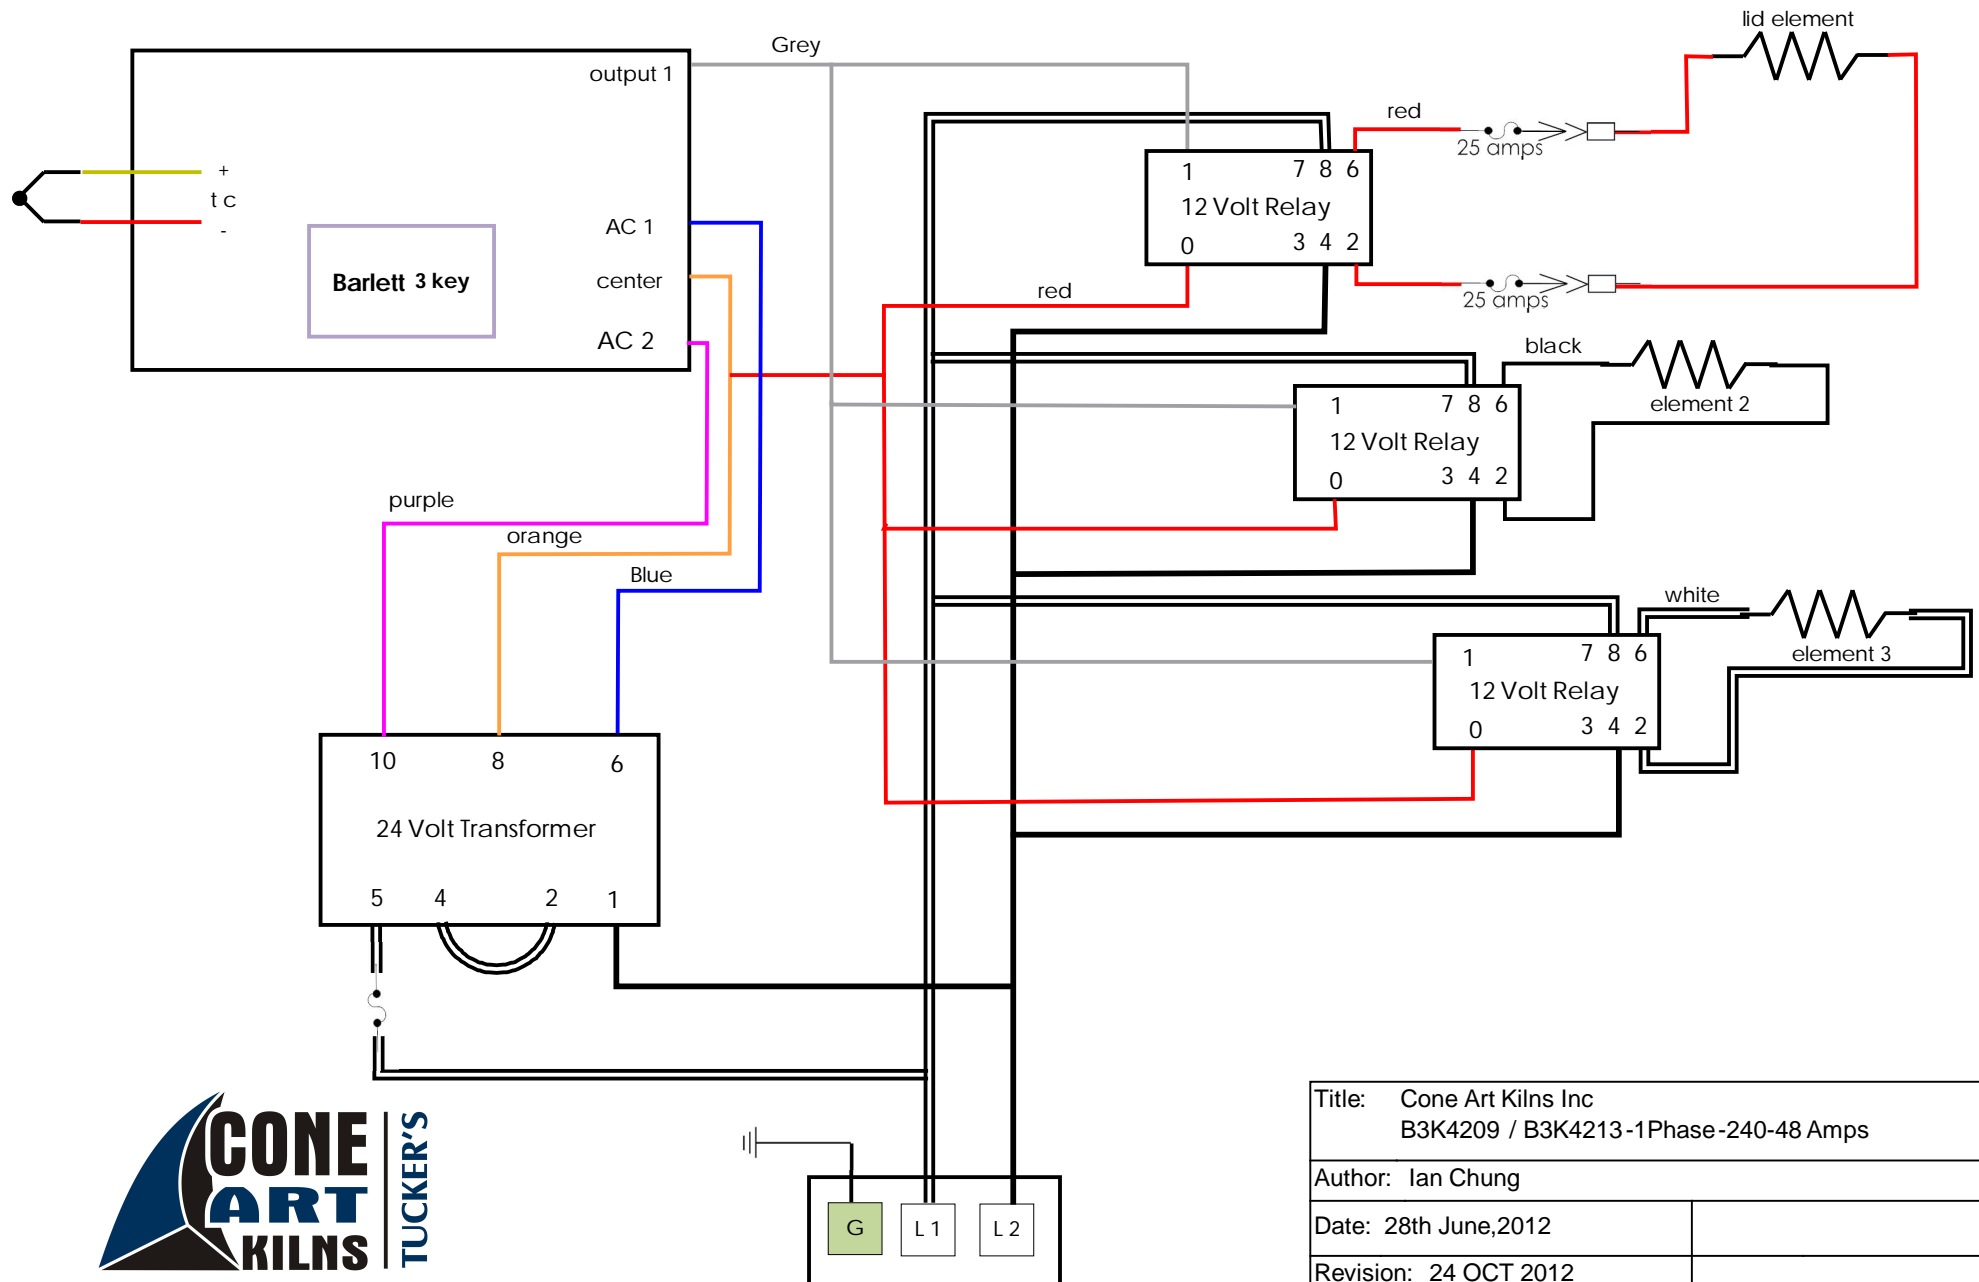 lid element
Grey
output 1
red
25 amps
1 7 8 6
12 Volt Relay
0 3 4 2
+
t c
-
AC 1
center
AC 2
Barlett 3 key
red
25 amps
black
element 2
1 7 8 6
12 Volt Relay
0 3 4 2
purple
orange
Blue
white
element 3
1 7 8 6
12 Volt Relay
0 3 4 2
10 8 6
24 Volt Transformer
5 4 2 1
CONE
ART
KILNS
TUCKER'S
G L 1 L 2
Title: Cone Art Kilns Inc
B3K4209 / B3K4213-1Phase-240-48 Amps
Author: Ian Chung
Date: 28th June,2012
Revision: 24 OCT 2012